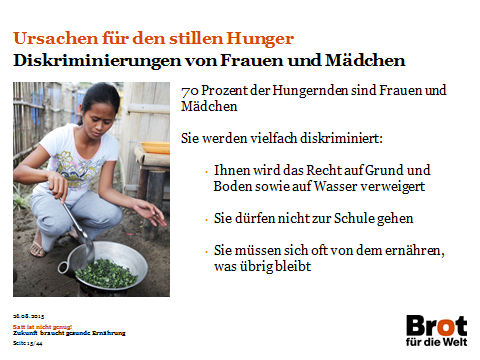 Ursachen für den stillen Hunger
Diskriminierungen von Frauen und Mädchen
70 Prozent der Hungernden sind Frauen und
Mädchen
Sie werden vielfach diskriminiert:
· Ihnen wird das Recht auf Grund und
Boden sowie auf Wasser verweigert
· Sie dürfen nicht zur Schule gehen
· Sie müssen sich oft von dem ernähren,
was übrig bleibt
26.08.2015
Satt ist nicht genug!
Zukunft braucht gesunde Ernährung
Seite 15/44
Brot
für die Welt